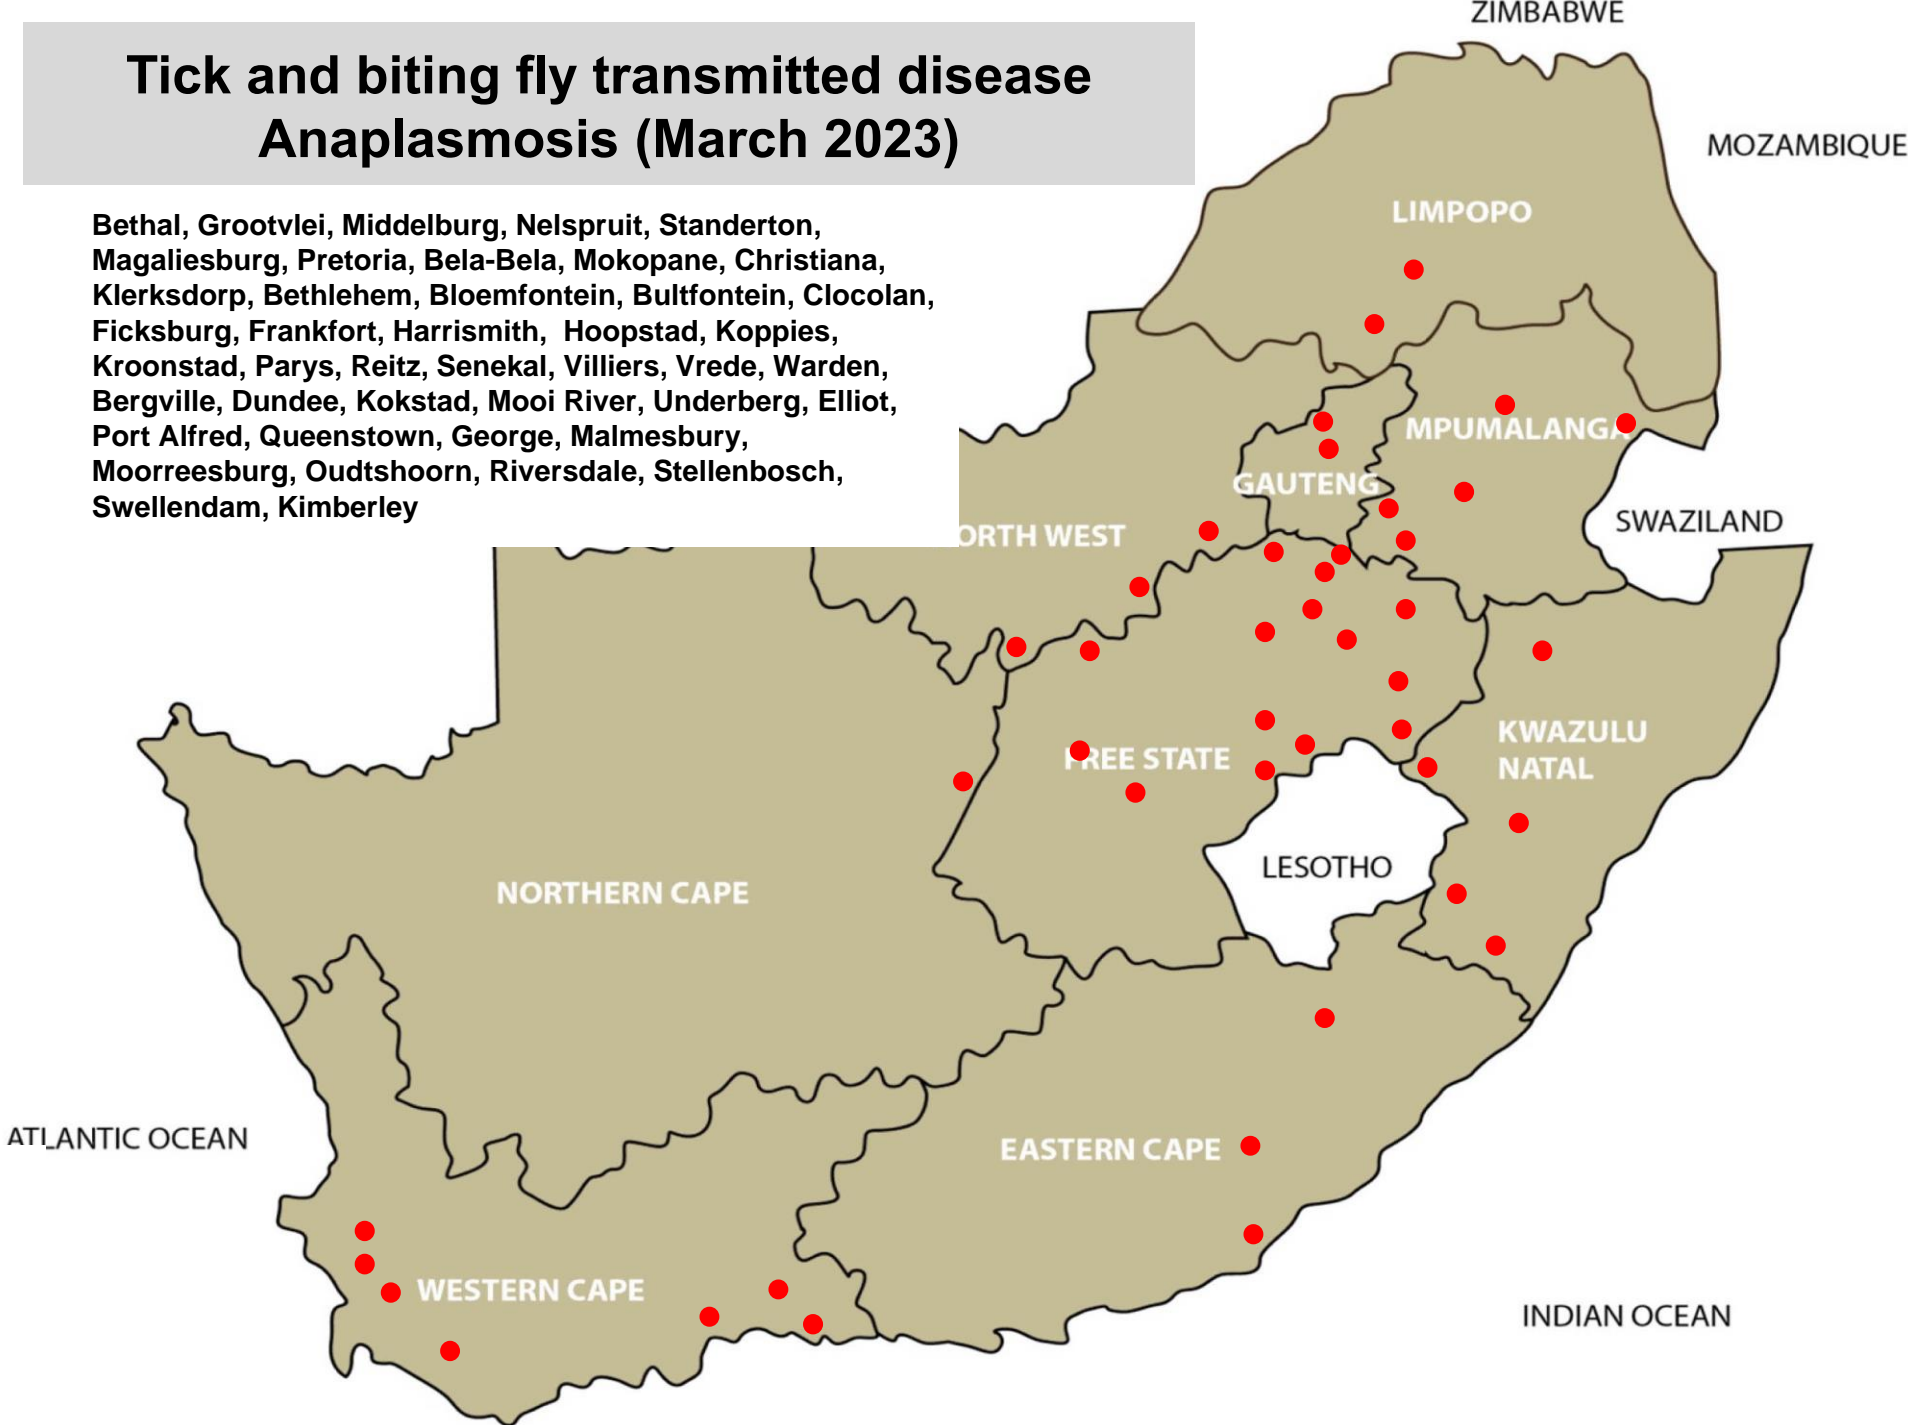 ZIMBABWE
Tick and biting fly transmitted disease
Anaplasmosis (March 2023)
MOZAMBIQUE
Bethal, Grootvlei, Middelburg, Nelspruit, Standerton,
Magaliesburg, Pretoria, Bela-Bela, Mokopane, Christiana,
Klerksdorp, Bethlehem, Bloemfontein, Bultfontein, Clocolan,
Ficksburg, Frankfort, Harrismith, Hoopstad, Koppies,
Kroonstad, Parys, Reitz, Senekal, Villiers, Vrede, Warden,
Bergville, Dundee, Kokstad, Mooi River, Underberg, Elliot,
Port Alfred, Queenstown, George, Malmesbury,
Moorreesburg, Oudtshoorn, Riversdale, Stellenbosch,
Swellendam, Kimberley
LIMPOPO
MPUMALANGA
GAUTENG
SWAZILAND
ORTH WEST
KWAZULU
NATAL
FREE STATE
LESOTHO
NORTHERN CAPE
ATLANTIC OCEAN
EASTERN CAPE
WESTERN CAPE
INDIAN OCEAN